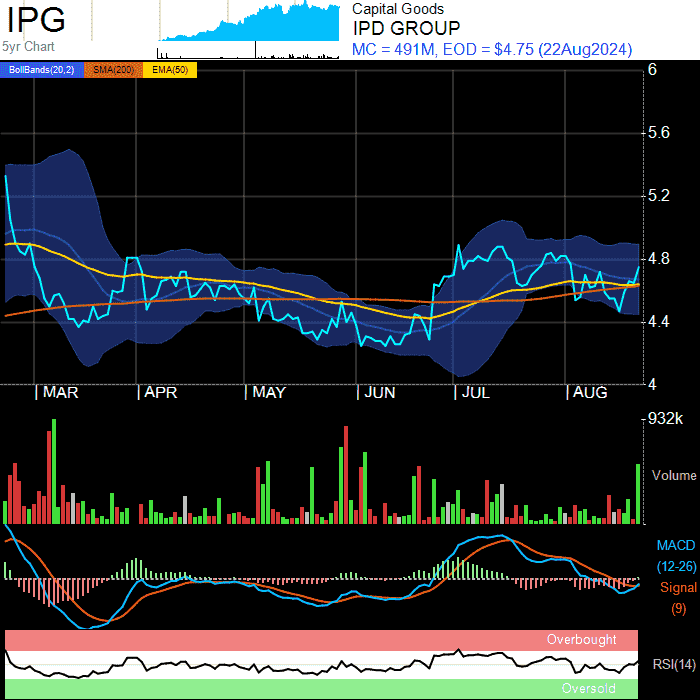 IPG
5yr Chart
Capital Goods
IPD GROUP
MC = 491M, EOD = $4.75 (22Aug2024)
BollBands(20,2) SMA(200) EMA(50)
6
5.6
5.2
4.8
4.4
4
MAR APR MAY JUN JUL AUG
932k
Volume
MACD
(12-26)
Signal
(9)
Overbought
RSI(14)
Oversold